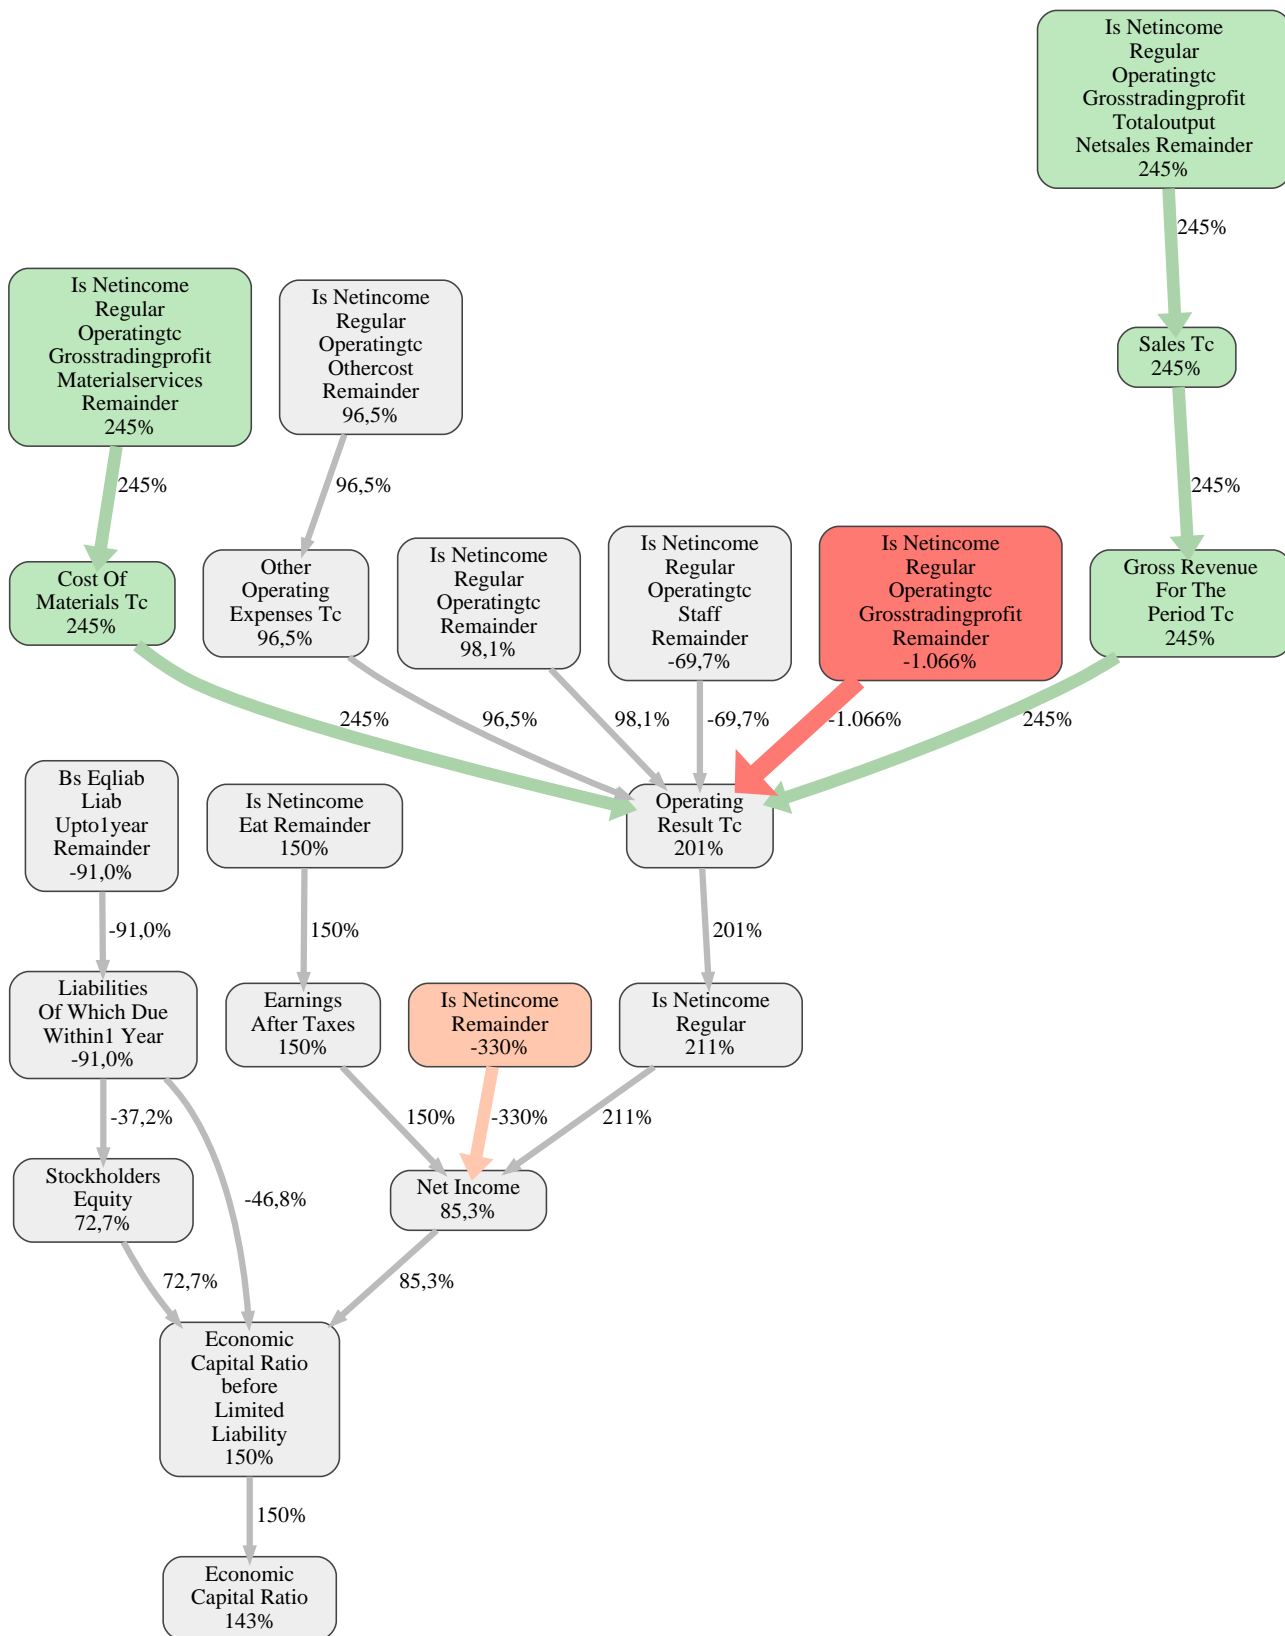 Is Netincome
Regular
Operatingtc
Grosstradingprofit
Totaloutput
Netsales Remainder
245%
245%
Is Netincome
Regular
Operatingtc
Grosstradingprofit
Materialservices
Remainder
245%
Is Netincome
Regular
Operatingtc
Othercost
Remainder
96,5%
Sales Tc
245%
245%
96,5%
245%
Cost Of
Materials Tc
245%
Other
Operating
Expenses Tc
96,5%
Is Netincome
Regular
Operatingtc
Remainder
98,1%
Is Netincome
Regular
Operatingtc
Staff
Remainder
-69,7%
Is Netincome
Regular
Operatingtc
Grosstradingprofit
Remainder
-1.066%
Gross Revenue
For The
Period Tc
245%
245%
96,5%
98,1%
-69,7%
-1.066%
245%
Bs Eqliab
Liab
Upto1year
Remainder
-91,0%
Is Netincome
Eat Remainder
150%
Operating
Result Tc
201%
-91,0%
150%
201%
Liabilities
Of Which Due
Within1 Year
-91,0%
Earnings
After Taxes
150%
Is Netincome
Remainder
-330%
Is Netincome
Regular
211%
-37,2%
150%
-330%
211%
Stockholders
Equity
72,7%
-46,8%
Net Income
85,3%
72,7%
85,3%
Economic
Capital Ratio
before
Limited
Liability
150%
150%
Economic
Capital Ratio
143%